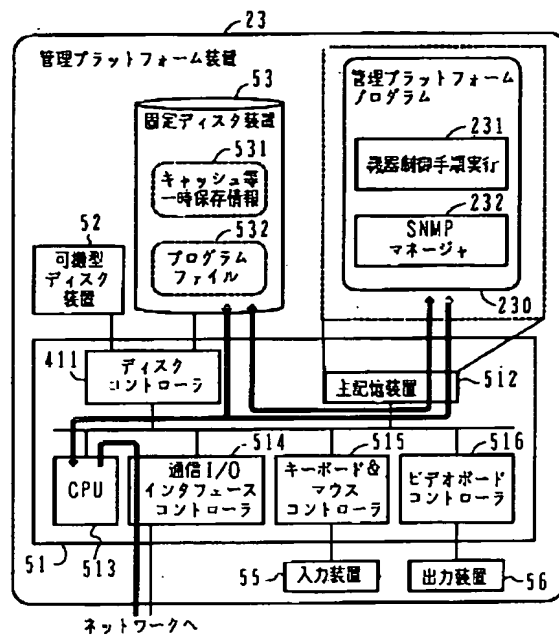 23
管理プラットフォーム装置
53
固定ディスク装置
531
キャッシュ等
一時保存情報
532
プログラム
ファイル
52
可搬型
ディスク
装置
管理プラットフォーム
プログラム
231
機器制御手順実行
232
SNMP
マネージャ
230
411
ディスク
コントローラ
主記憶装置
512
514
515
516
CPU
通信I/O
インタフェース
コントローラ
キーボード&
マウス
コントローラ
ビデオボード
コントローラ
51
513
55
入力装置
出力装置
56
ネットワークへ